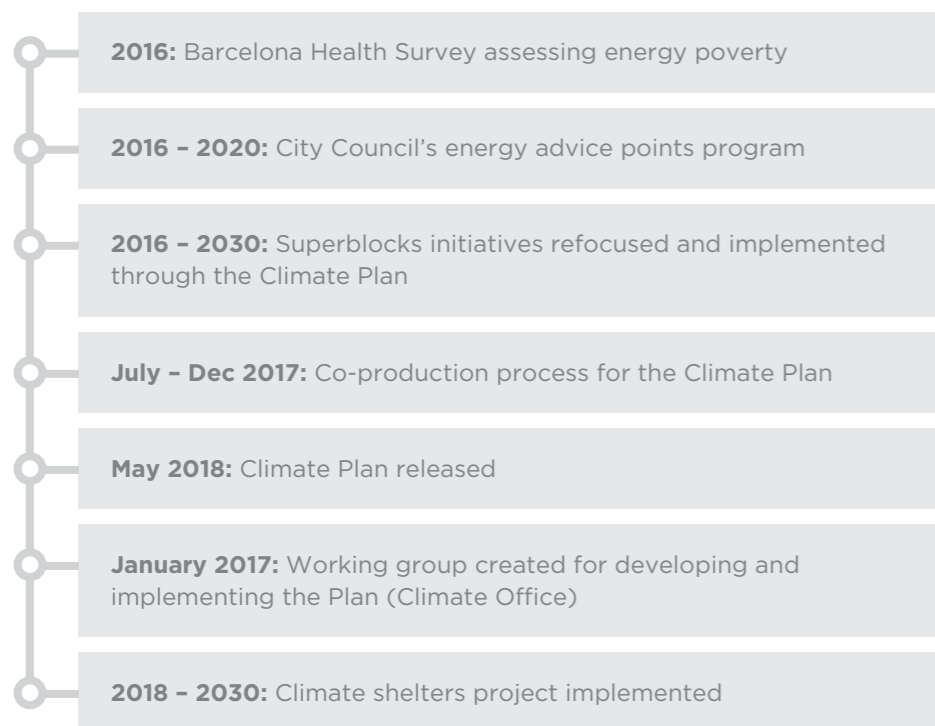 2016: Barcelona Health Survey assessing energy poverty
2016 – 2020: City Council’s energy advice points program
2016 – 2030: Superblocks initiatives refocused and implemented
through the Climate Plan
July – Dec 2017: Co-production process for the Climate Plan
May 2018: Climate Plan released
January 2017: Working group created for developing and
implementing the Plan (Climate Office)
2018 – 2030: Climate shelters project implemented